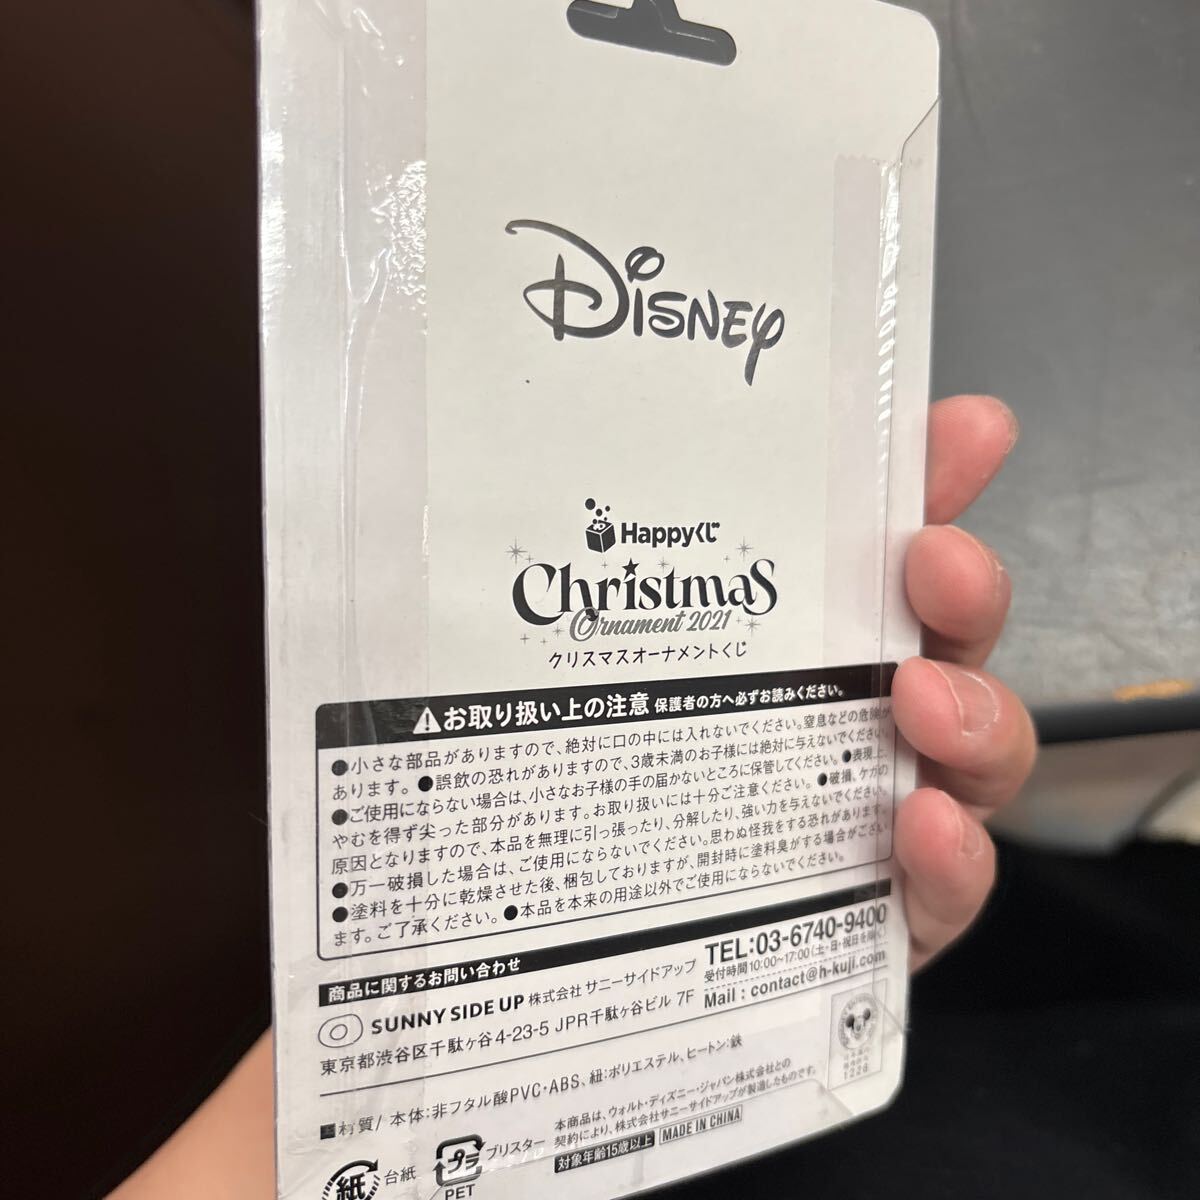 Disney
Happyくじ
Christmas
Ornament 2021
クリスマスオーナメントくじ
お取り扱い上の注意 保護者の方へ必ずお読みください。
●小さな部品がありますので、絶対に口の中には入れないでください。窒息などの危険が
あります。●誤飲の恐れがありますので、3歳未満のお子様には絶対に与えないでください。
●ご使用にならない場合は、小さなお子様の手の届かないところに保管してください。●表現上、
やむを得ず尖った部分があります。お取り扱いには十分ご注意ください。●破損、ケガの
原因となりますので、本品を無理に引っ張ったり、分解したり、強い力を与えないでください。
●万一破損した場合は、ご使用にならないでください。思わぬ怪我をする恐れがあります。
●塗料を十分に乾燥させた後、梱包しておりますが、開封時に塗料臭がする場合がござい
ます。ご了承ください。●本品を本来の用途以外でご使用にならないでください。
商品に関するお問い合わせ
SUNNY SIDE UP 株式会社 サニーサイドアップ
東京都渋谷区千駄ヶ谷 4-23-5 JPR千駄ヶ谷ビル 7F
TEL:03-6740-9400
受付時間10:00~17:00(土・日・祝日を除く)
Mail : contact@h-kuji.com
1226
■材質/本体:非フタル酸PVC・ABS、紐:ポリエステル、ヒートン:鉄
紙 台紙
プラ ブリスター
PET
本商品は、ウォルト・ディズニー・ジャパン株式会社との
契約により、株式会社サニーサイドアップが製造したものです。
対象年齢15歳以上 MADE IN CHINA